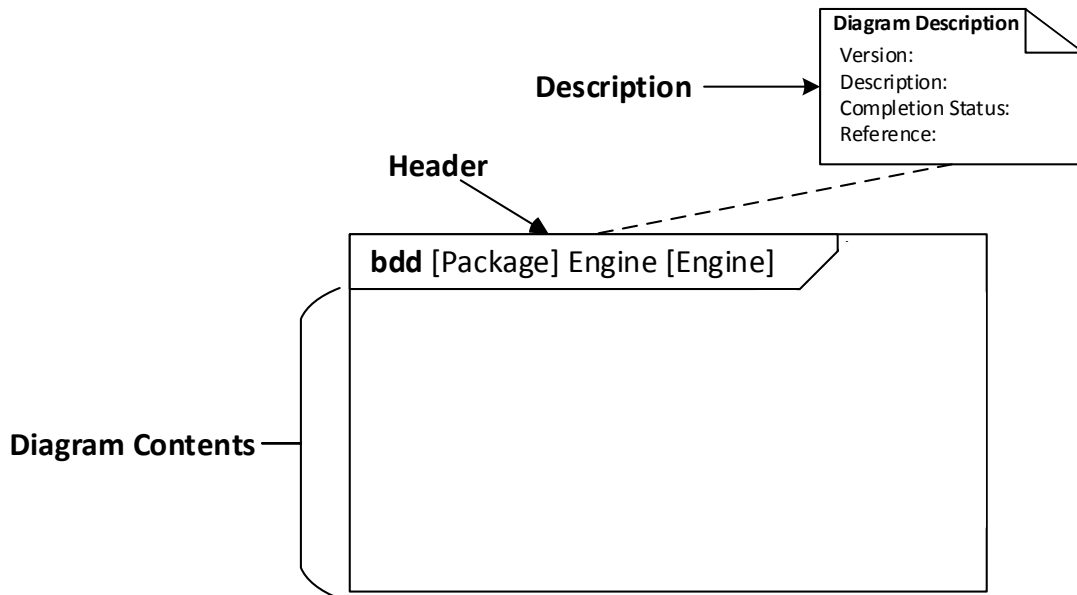 Diagram Description
Version:
Description:
Completion Status:
Reference:
Description
Header
bdd [Package] Engine [Engine]
Diagram Contents